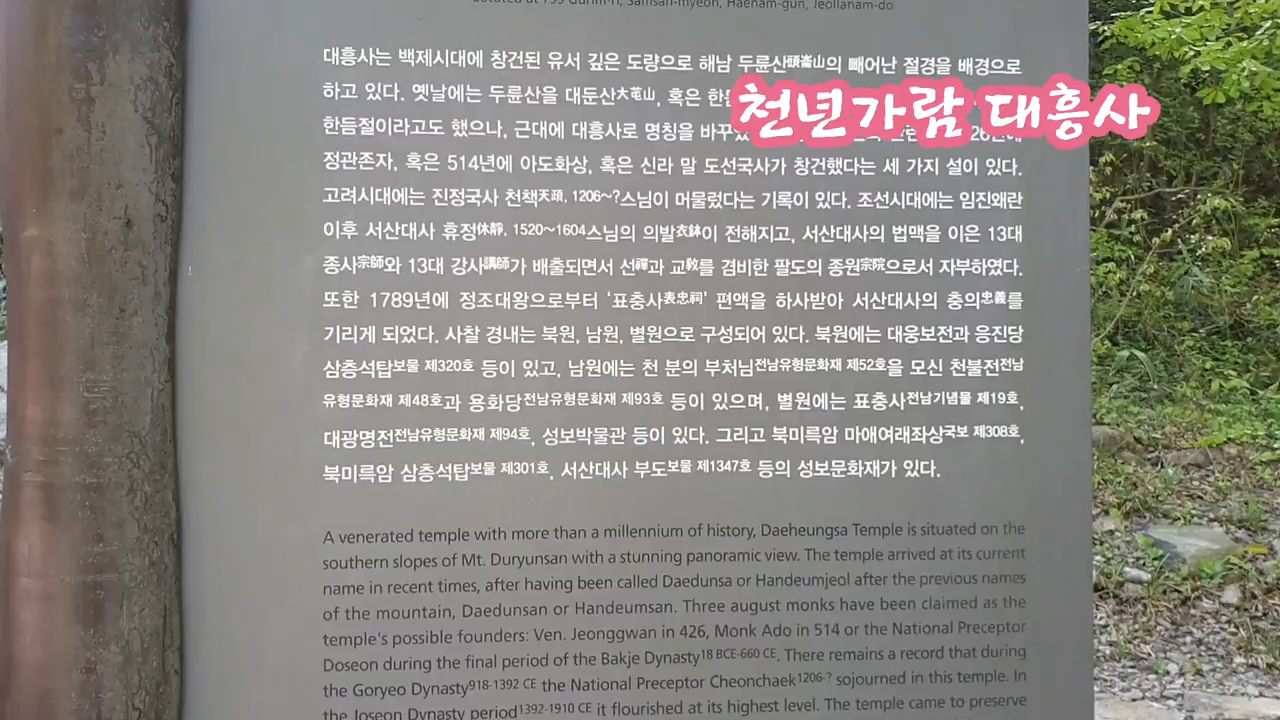 Located at 799 Gurim-ri, Samsan-myeon, Haenam-gun, Jeollanam-do
대흥사는 백제시대에 창건된 유서 깊은 도량으로 해남 두륜산頭崙山의 빼어난 절경을 배경으로
하고 있다. 옛날에는 두륜산을 대둔산大芚山, 혹은
천년가람 대흥사
한듬절이라고도 했으나, 근대에 대흥사로 명칭을
정관존자, 혹은 514년에 아도화상, 혹은 신라 말 도선국사가 창건했다는 세 가지 설이 있다.
고려시대에는 진정국사 천책天頙, 1206~?스님이 머물렀다는 기록이 있다. 조선시대에는 임진왜란
이후 서산대사 휴정休靜, 1520~1604스님의 의발衣鉢이 전해지고, 서산대사의 법맥을 이은 13대
종사宗師와 13대 강사講師가 배출되면서 선禪과 교敎를 겸비한 팔도의 종원宗院으로서 자부하였다.
또한 1789년에 정조대왕으로부터 '표충사表忠祠' 편액을 하사받아 서산대사의 충의忠義를
기리게 되었다. 사찰 경내는 북원, 남원, 별원으로 구성되어 있다. 북원에는 대웅보전과 응진당
삼층석탑보물 제320호 등이 있고, 남원에는 천 분의 부처님전남유형문화재 제52호을 모신 천불전전남
유형문화재 제48호과 용화당전남유형문화재 제93호 등이 있으며, 별원에는 표충사전남기념물 제19호,
대광명전전남유형문화재 제94호, 성보박물관 등이 있다. 그리고 북미륵암 마애여래좌상국보 제308호,
북미륵암 삼층석탑보물 제301호, 서산대사 부도보물 제1347호 등의 성보문화재가 있다.
A venerated temple with more than a millennium of history, Daeheungsa Temple is situated on the
southern slopes of Mt. Duryunsan with a stunning panoramic view. The temple arrived at its current
name in recent times, after having been called Daedunsa or Handeumjeol after the previous names
of the mountain, Daedunsan or Handeumsan. Three august monks have been claimed as the
temple's possible founders: Ven. Jeonggwan in 426, Monk Ado in 514 or the National Preceptor
Doseon during the final period of the Bakje Dynasty18 BCE-660 CE. There remains a record that during
the Goryeo Dynasty918-1392 CE the National Preceptor Cheonchaek1206-? sojourned in this temple. In
the Joseon Dynasty period1392-1910 CE it flourished at its highest level. The temple came to preserve